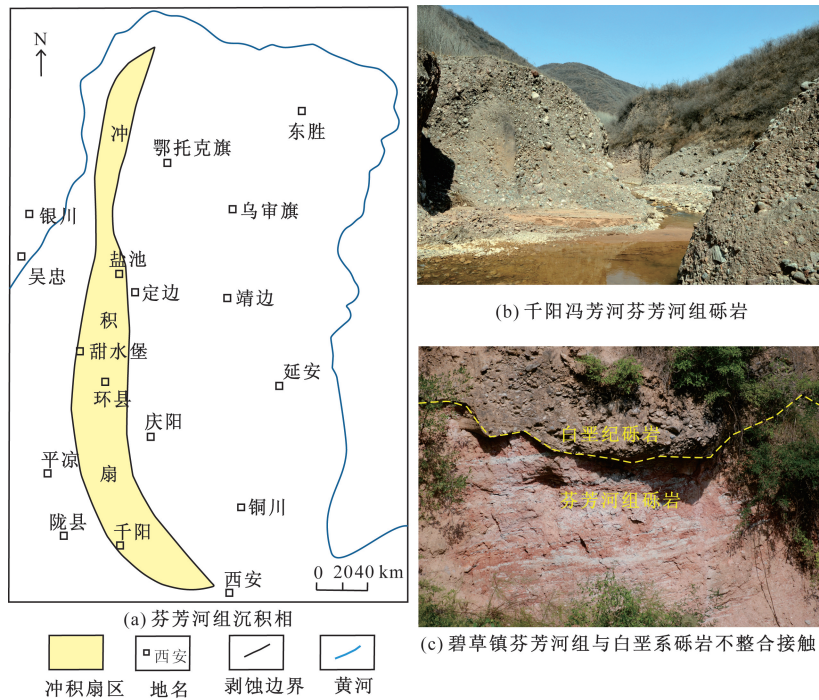 N
冲
东胜
鄂托克旗
银川
乌审旗
吴忠
盐池
定边
靖边
积
甜水堡
环县
延安
庆阳
平凉
扇
铜川
陇县
千阳
西安
0 20 40 km
(a) 芬芳河组沉积相
西安
冲积扇区
地名
剥蚀边界
黄河
(b) 千阳冯芳河芬芳河组砾岩
白垩纪砾岩
芬芳河组砾岩
(c) 碧草镇芬芳河组与白垩系砾岩不整合接触